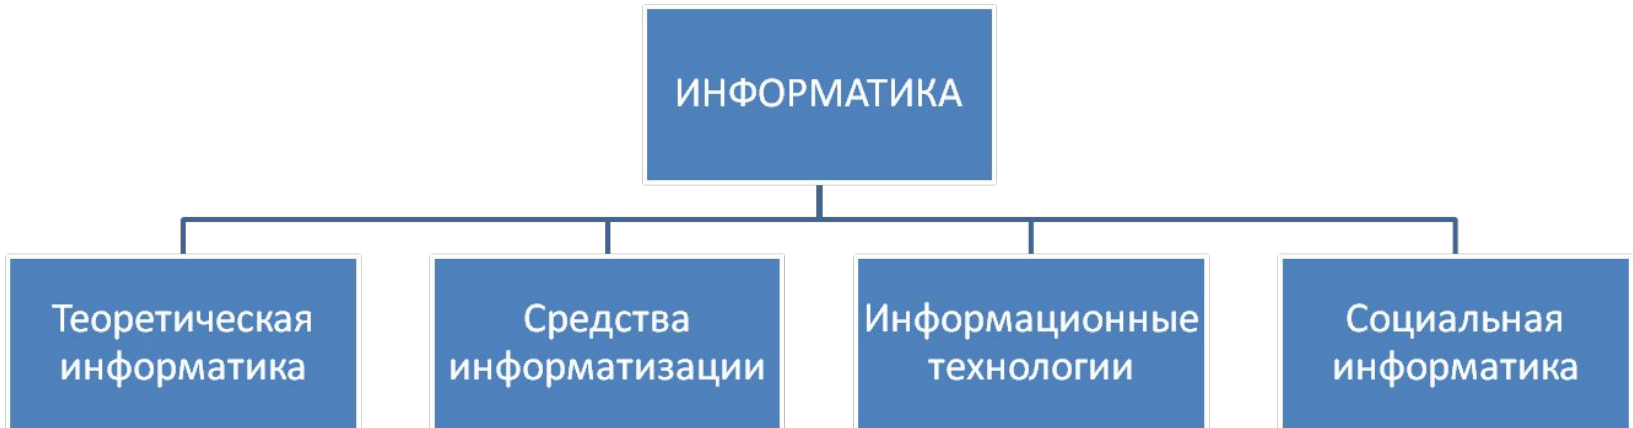 ИНФОРМАТИКА
Теоретическая
информатика
Средства
информатизации
Информационные
технологии
Социальная
информатика